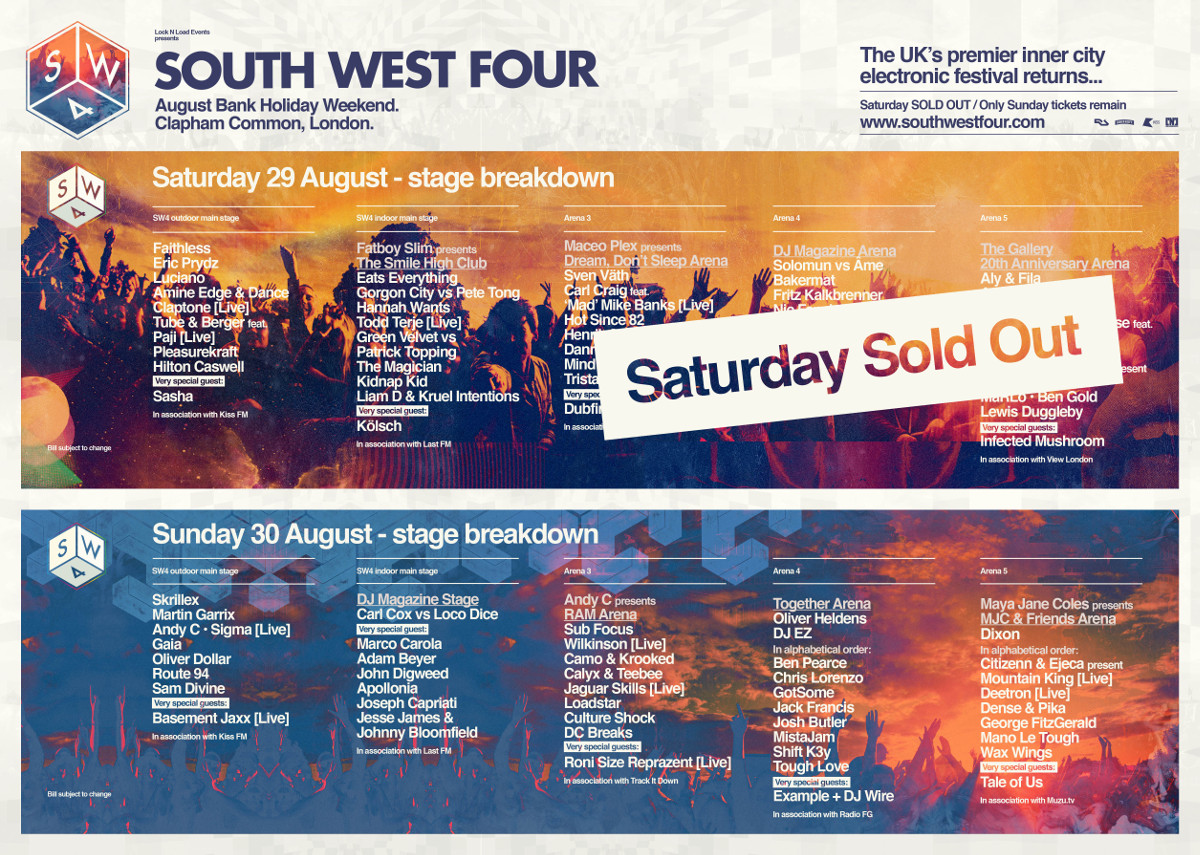 Lock N Load Events
presents
SOUTH WEST FOUR
August Bank Holiday Weekend.
Clapham Common, London.
SW4
The UK's premier inner city
electronic festival returns...
Saturday SOLD OUT / Only Sunday tickets remain
www.southwestfour.com
SW4
Saturday 29 August - stage breakdown
SW4 outdoor main stage
Faithless
Eric Prydz
Luciano
Amine Edge & Dance
Claptone [Live]
Tube & Berger feat.
Paji [Live]
Pleasurekraft
Hilton Caswell
Very special guest:
Sasha
In association with Kiss FM
Bill subject to change
SW4 indoor main stage
Fatboy Slim presents
The Smile High Club
Eats Everything
Gorgon City vs Pete Tong
Hannah Wants
Todd Terje [Live]
Green Velvet vs
Patrick Topping
The Magician
Kidnap Kid
Liam D & Kruel Intentions
Very special guest:
Kölsch
In association with Last FM
Arena 3
Maceo Plex presents
Dream, Don't Sleep Arena
Sven Väth
Carl Craig feat.
'Mad' Mike Banks [Live]
Hot Since 82
Mind
Arena 4
DJ Magazine Arena
Solomun vs Âme
Bakermat
Fritz Kalkbrenner
Arena 5
The Gallery
20th Anniversary Arena
Aly & Fila
feat.
MaRLo · Ben Gold
Lewis Duggleby
Very special guests:
Infected Mushroom
In association with View London
Saturday Sold Out
SW4
Sunday 30 August - stage breakdown
SW4 outdoor main stage
Skrillex
Martin Garrix
Andy C · Sigma [Live]
Gaia
Oliver Dollar
Route 94
Sam Divine
Very special guests:
Basement Jaxx [Live]
In association with Kiss FM
Bill subject to change
SW4 indoor main stage
DJ Magazine Stage
Carl Cox vs Loco Dice
Very special guest:
Marco Carola
Adam Beyer
John Digweed
Apollonia
Joseph Capriati
Jesse James &
Johnny Bloomfield
In association with Last FM
Arena 3
Andy C presents
RAM Arena
Sub Focus
Wilkinson [Live]
Camo & Krooked
Calyx & Teebee
Jaguar Skills [Live]
Loadstar
Culture Shock
DC Breaks
Very special guests:
Roni Size Reprazent [Live]
In association with Track It Down
Arena 4
Together Arena
Oliver Heldens
DJ EZ
In alphabetical order:
Ben Pearce
Chris Lorenzo
GotSome
Jack Francis
Josh Butler
MistaJam
Shift K3y
Tough Love
Very special guests:
Example + DJ Wire
In association with Radio FG
Arena 5
Maya Jane Coles presents
MJC & Friends Arena
Dixon
In alphabetical order:
Citizenn & Ejeca present
Mountain King [Live]
Deetron [Live]
Dense & Pika
George FitzGerald
Mano Le Tough
Wax Wings
Very special guests:
Tale of Us
In association with Muzu.tv